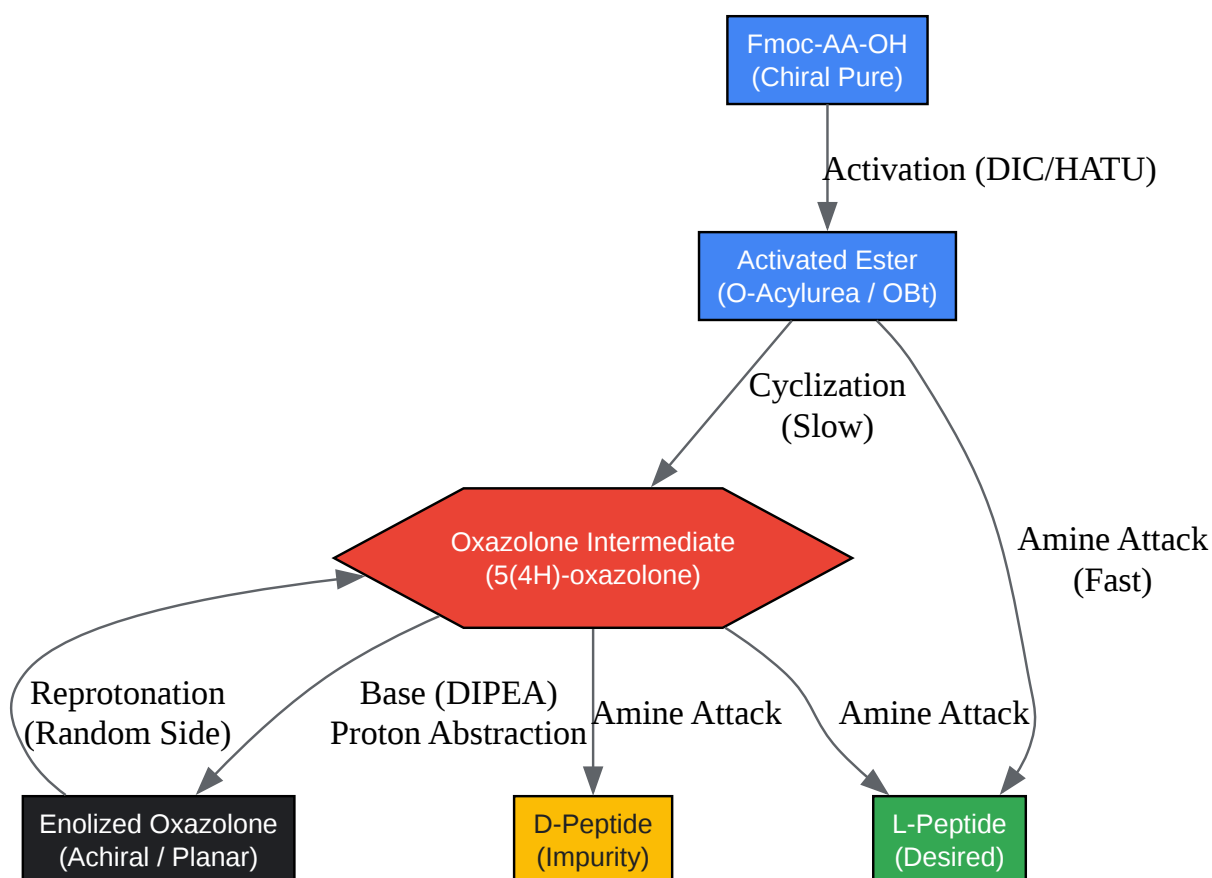 Fmoc-AA-OH
(Chiral Pure)
Activation (DIC/HATU)
Activated Ester
(O-Acylurea / OBt)
Cyclization
(Slow)
Amine Attack
(Fast)
Oxazolone Intermediate
(5(4H)-oxazolone)
Reprotonation
(Random Side)
Base (DIPEA)
Proton Abstraction
Amine Attack
Amine Attack
Enolized Oxazolone
(Achiral / Planar)
D-Peptide
(Impurity)
L-Peptide
(Desired)